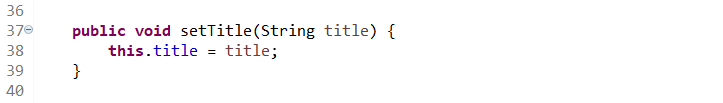 36
37 public void setTitle(String title) {
38 this.title = title;
39 }
40